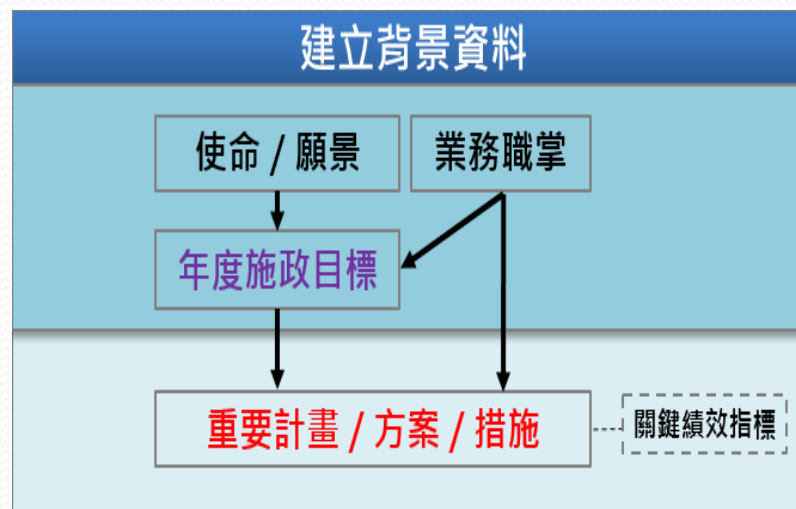 建立背景資料
使命 / 願景
業務職掌
年度施政目標
重要計畫 / 方案 / 措施
關鍵績效指標